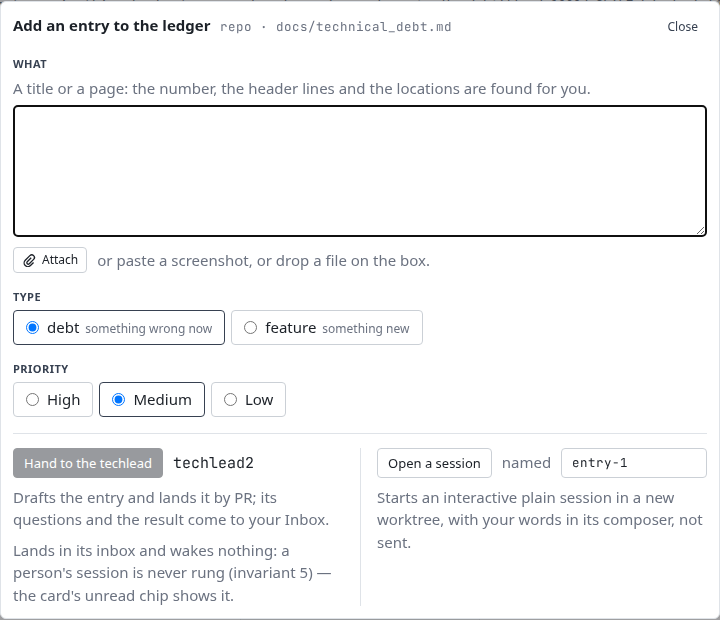 Add an entry to the ledger repo · docs/technical_debt.md Close
WHAT
A title or a page: the number, the header lines and the locations are found for you.
Attach or paste a screenshot, or drop a file on the box.
TYPE
debt something wrong now feature something new
PRIORITY
High Medium Low
Hand to the techlead techlead2
Drafts the entry and lands it by PR; its
questions and the result come to your Inbox.
Lands in its inbox and wakes nothing: a
person's session is never rung (invariant 5) —
the card's unread chip shows it.
Open a session named entry-1
Starts an interactive plain session in a new
worktree, with your words in its composer, not
sent.